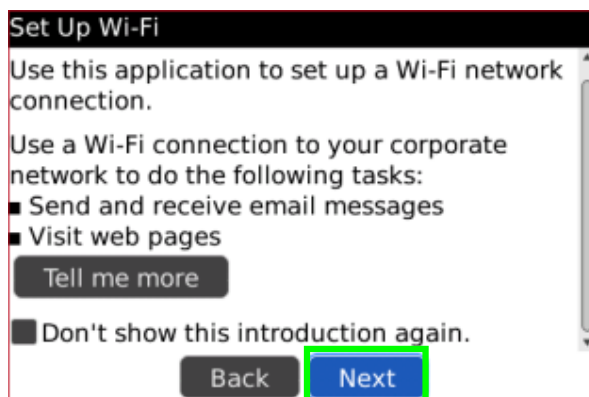 Set Up Wi-Fi
Use this application to set up a Wi-Fi network
connection.
Use a Wi-Fi connection to your corporate
network to do the following tasks:
■ Send and receive email messages
■ Visit web pages
Tell me more
Don't show this introduction again.
Back Next